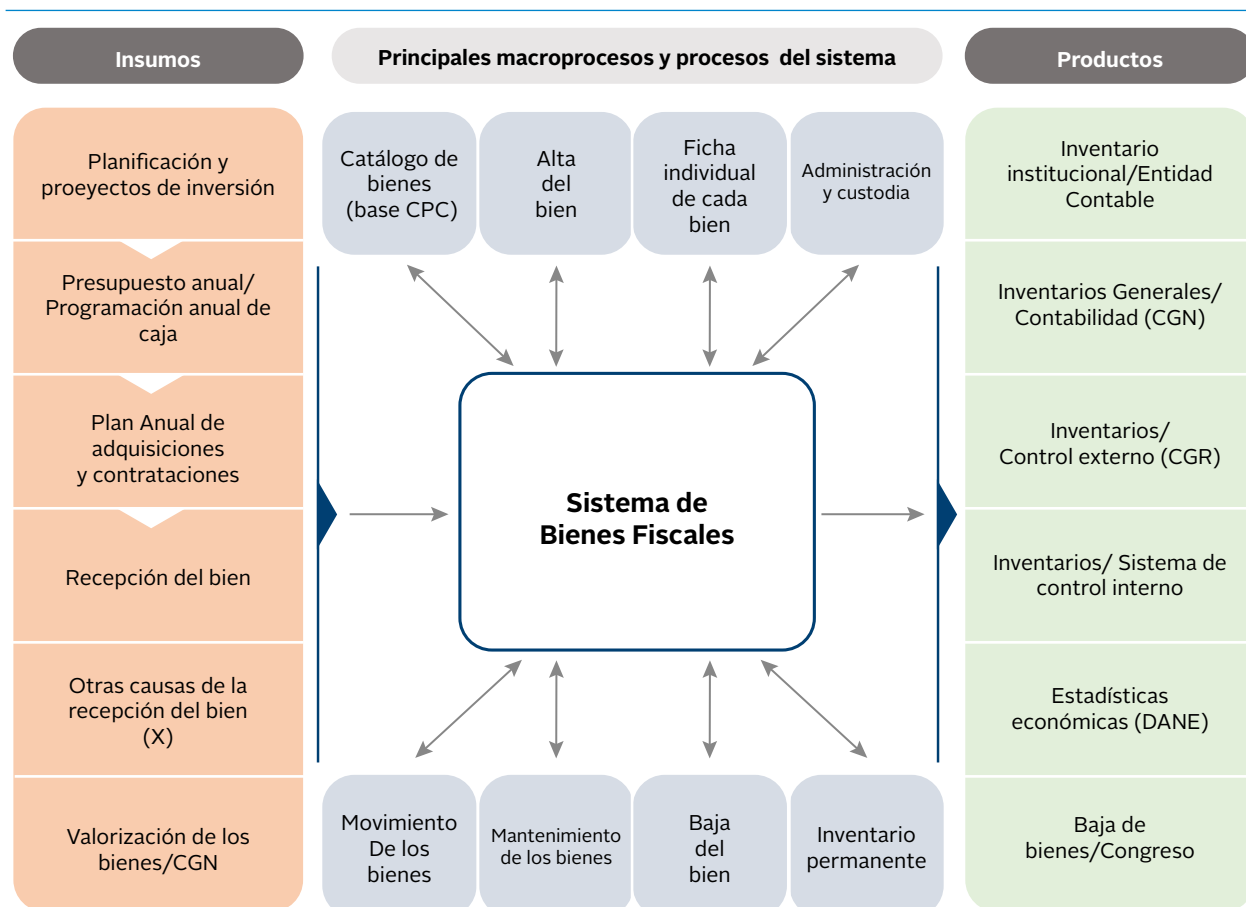 Insumos
Principales macroprocesos y procesos del sistema
Productos
Planificación y
proeyectos de inversión
Presupuesto anual/
Programación anual de
caja
Plan Anual de
adquisiciones
y contrataciones
Recepción del bien
Otras causas de la
recepción del bien
(X)
Valorización de los
bienes/CGN
Catálogo de
bienes
(base CPC)
Alta
del
bien
Ficha
individual
de cada
bien
Administración
y custodia
Sistema de
Bienes Fiscales
Movimiento
De los
bienes
Mantenimiento
de los bienes
Baja
del
bien
Inventario
permanente
Inventario
institucional/Entidad
Contable
Inventarios Generales/
Contabilidad (CGN)
Inventarios/
Control externo (CGR)
Inventarios/ Sistema de
control interno
Estadísticas
económicas (DANE)
Baja de
bienes/Congreso